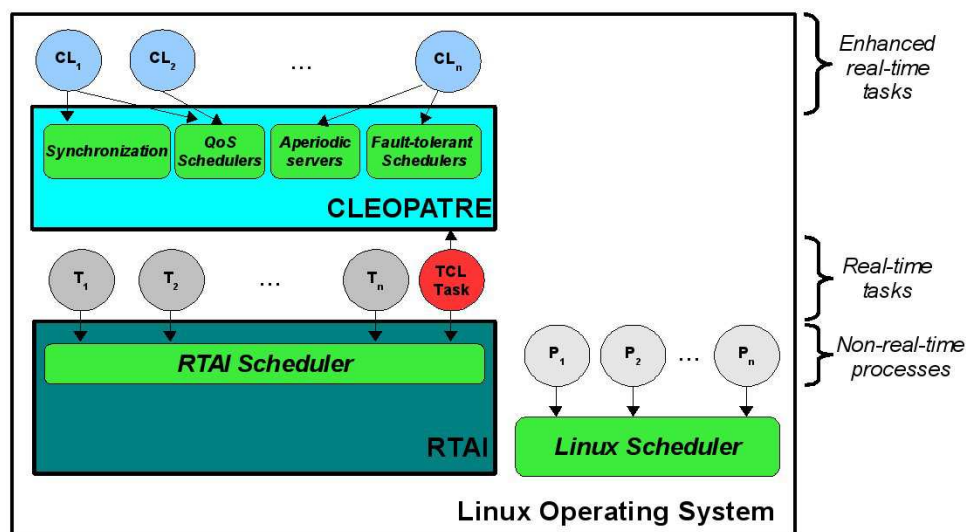 CL1 CL2 ... CLn
Enhanced
real-time
tasks
Synchronization
QoS
Schedulers
Aperiodic
servers
Fault-tolerant
Schedulers
CLEOPATRE
T1 T2 ... Tn
TCL
Task
Real-time
tasks
RTAI Scheduler
RTAI
P1 P2 ... Pn
Non-real-time
processes
Linux Scheduler
Linux Operating System